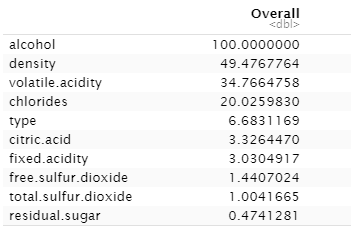 Overall
<dbl>
alcohol 100.0000000
density 49.4767764
volatile.acidity 34.7664758
chlorides 20.0259830
type 6.6831169
citric.acid 3.3264470
fixed.acidity 3.0304917
free.sulfur.dioxide 1.4407024
total.sulfur.dioxide 1.0041665
residual.sugar 0.4741281